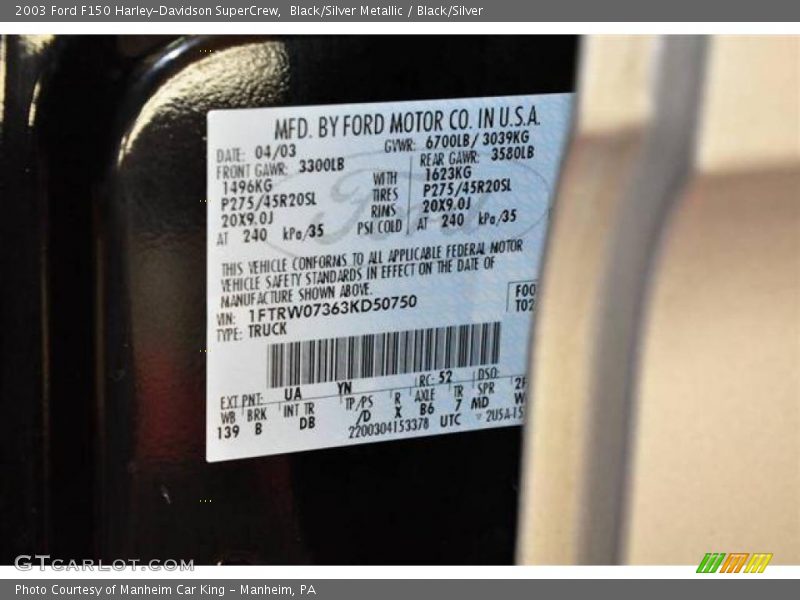 2003 Ford F150 Harley-Davidson SuperCrew, Black/Silver Metallic / Black/Silver
MFD. BY FORD MOTOR CO. IN U.S.A.
DATE: 04/03 GVWR: 6700LB/ 3039KG
FRONT GAWR: 3300LB REAR GAWR: 3580LB
1496KG WITH 1623KG
P275/45R20SL TIRES P275/45R20SL
20X9.0J RIMS 20X9.0J
AT 240 kPa/35 PSI COLD AT 240 kPa/35
THIS VEHICLE CONFORMS TO ALL APPLICABLE FEDERAL MOTOR
VEHICLE SAFETY STANDARDS IN EFFECT ON THE DATE OF
MANUFACTURE SHOWN ABOVE.
F00
VIN: 1FTRW07363KD50750 T02
TYPE: TRUCK
EXT PNT: UA YN RC: 52 DSO:
WB BRK INT TR TP/PS R AXLE TR SPR
139 B DB /D X B6 7 MD
2200304153378 UTC
Ford
GTCARLOT.COM
Photo Courtesy of Manheim Car King - Manheim, PA